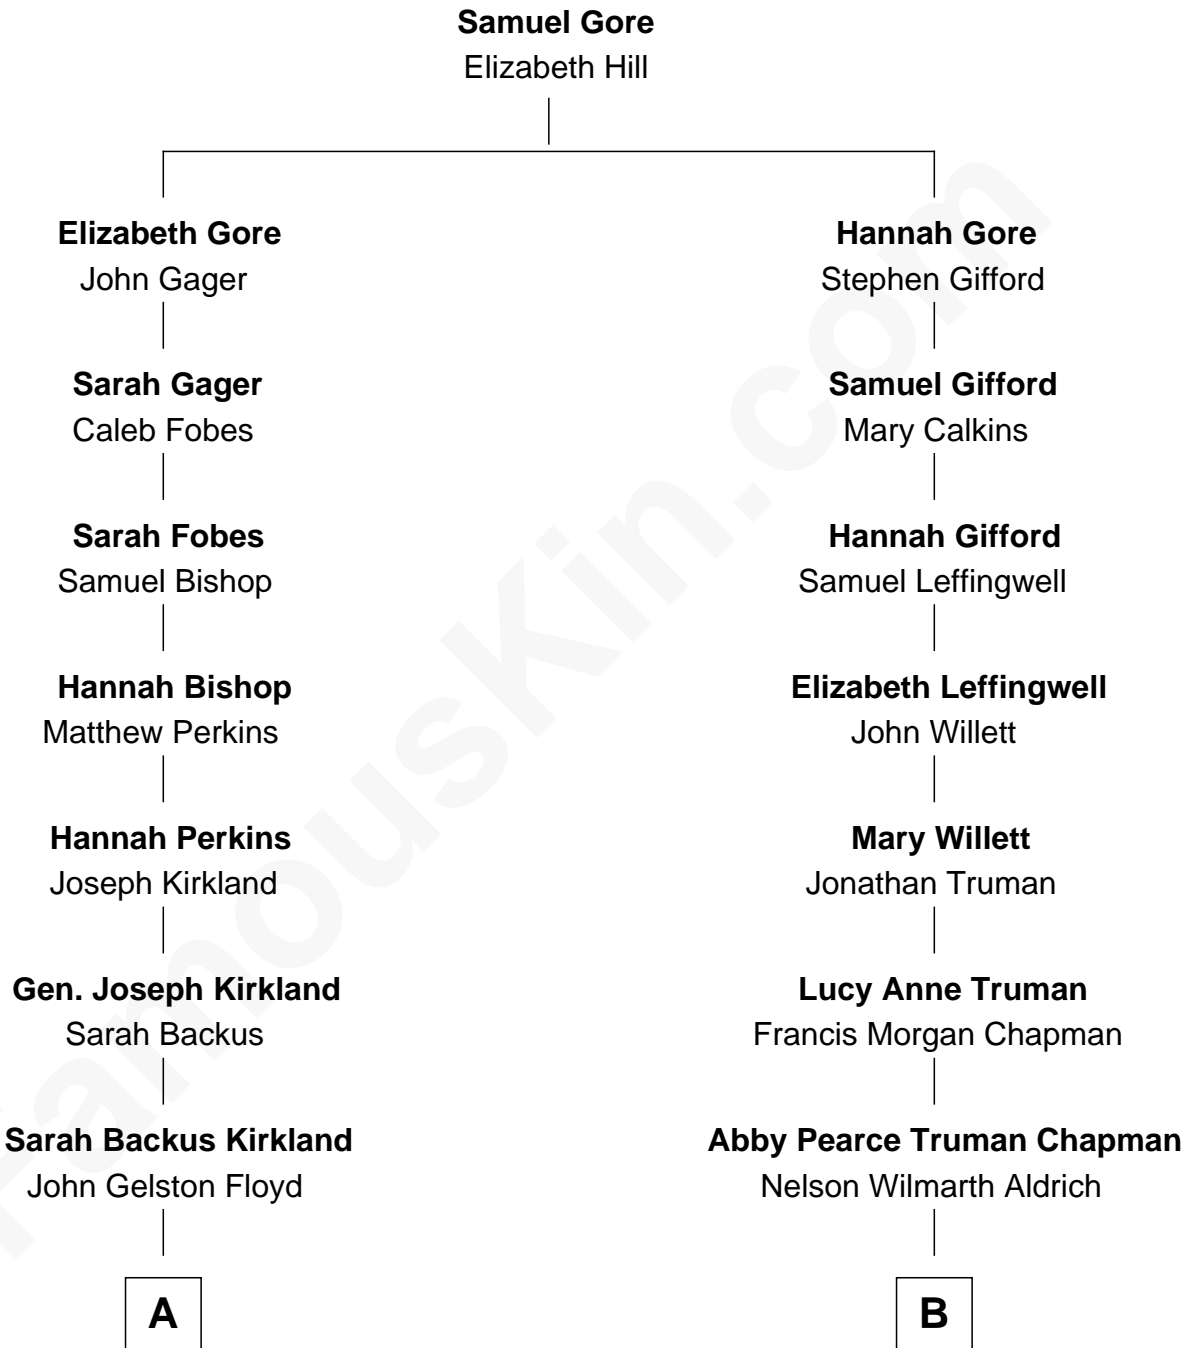 Samuel Gore
Elizabeth Hill
Elizabeth Gore
John Gager
Hannah Gore
Stephen Gifford
Sarah Gager
Caleb Fobes
Samuel Gifford
Mary Calkins
Sarah Fobes
Samuel Bishop
Hannah Gifford
Samuel Leffingwell
Hannah Bishop
Matthew Perkins
Elizabeth Leffingwell
John Willett
Hannah Perkins
Joseph Kirkland
Mary Willett
Jonathan Truman
Gen. Joseph Kirkland
Sarah Backus
Lucy Anne Truman
Francis Morgan Chapman
Sarah Backus Kirkland
John Gelston Floyd
Abby Pearce Truman Chapman
Nelson Wilmarth Aldrich
A
B
FamousKin.com